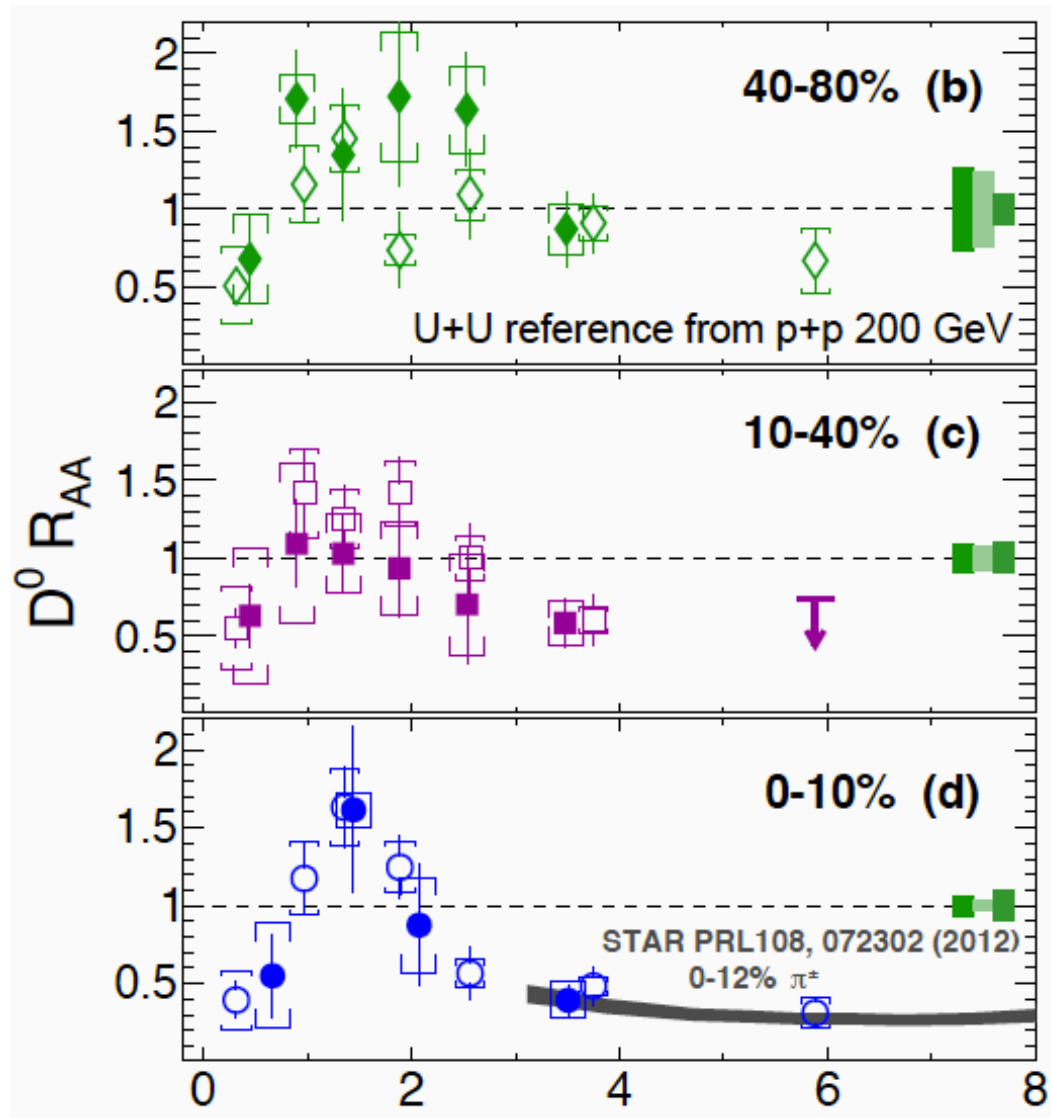 2
40-80% (b)
1.5
1
0.5
U+U reference from p+p 200 GeV
2
10-40% (c)
1.5
1
0.5
D⁰ R_AA
2
0-10% (d)
1.5
1
STAR PRL108, 072302 (2012)
0-12% π±
0.5
0 2 4 6 8